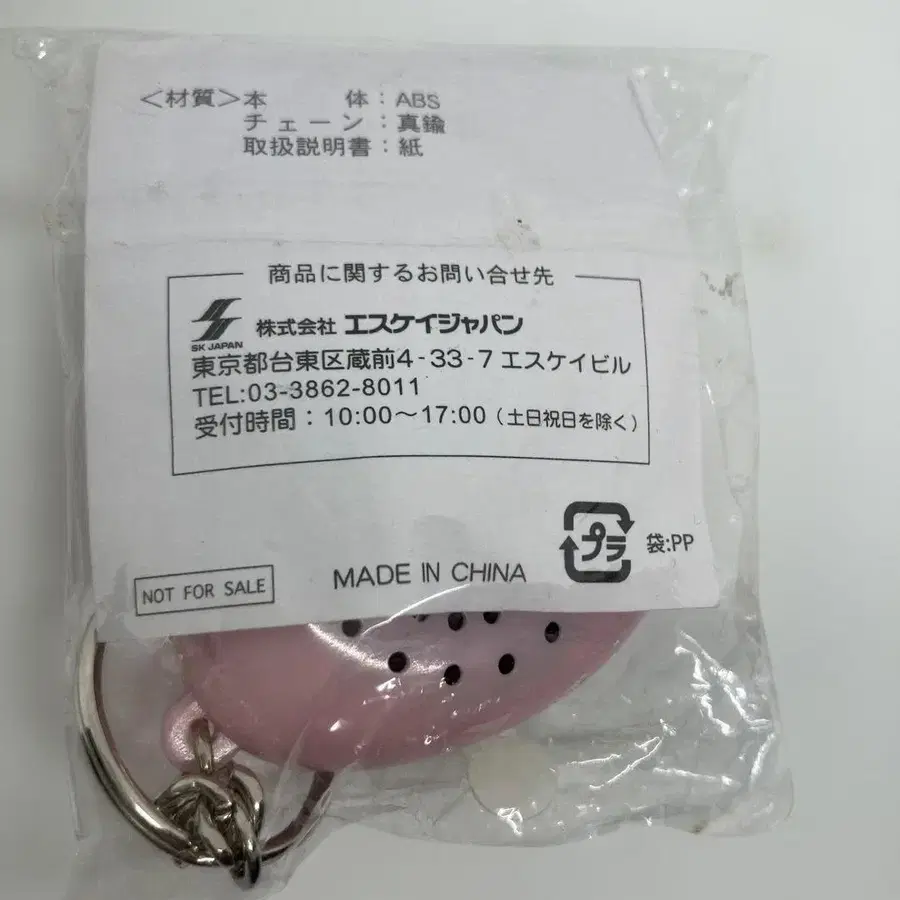 ＜材質＞本　　　体：ABS
チェーン：真鍮
取扱説明書：紙
商品に関するお問い合せ先
SK JAPAN 株式会社 エスケイジャパン
東京都台東区蔵前4-33-7 エスケイビル
TEL:03-3862-8011
受付時間：10:00～17:00（土日祝日を除く）
プラ 袋:PP
NOT FOR SALE MADE IN CHINA